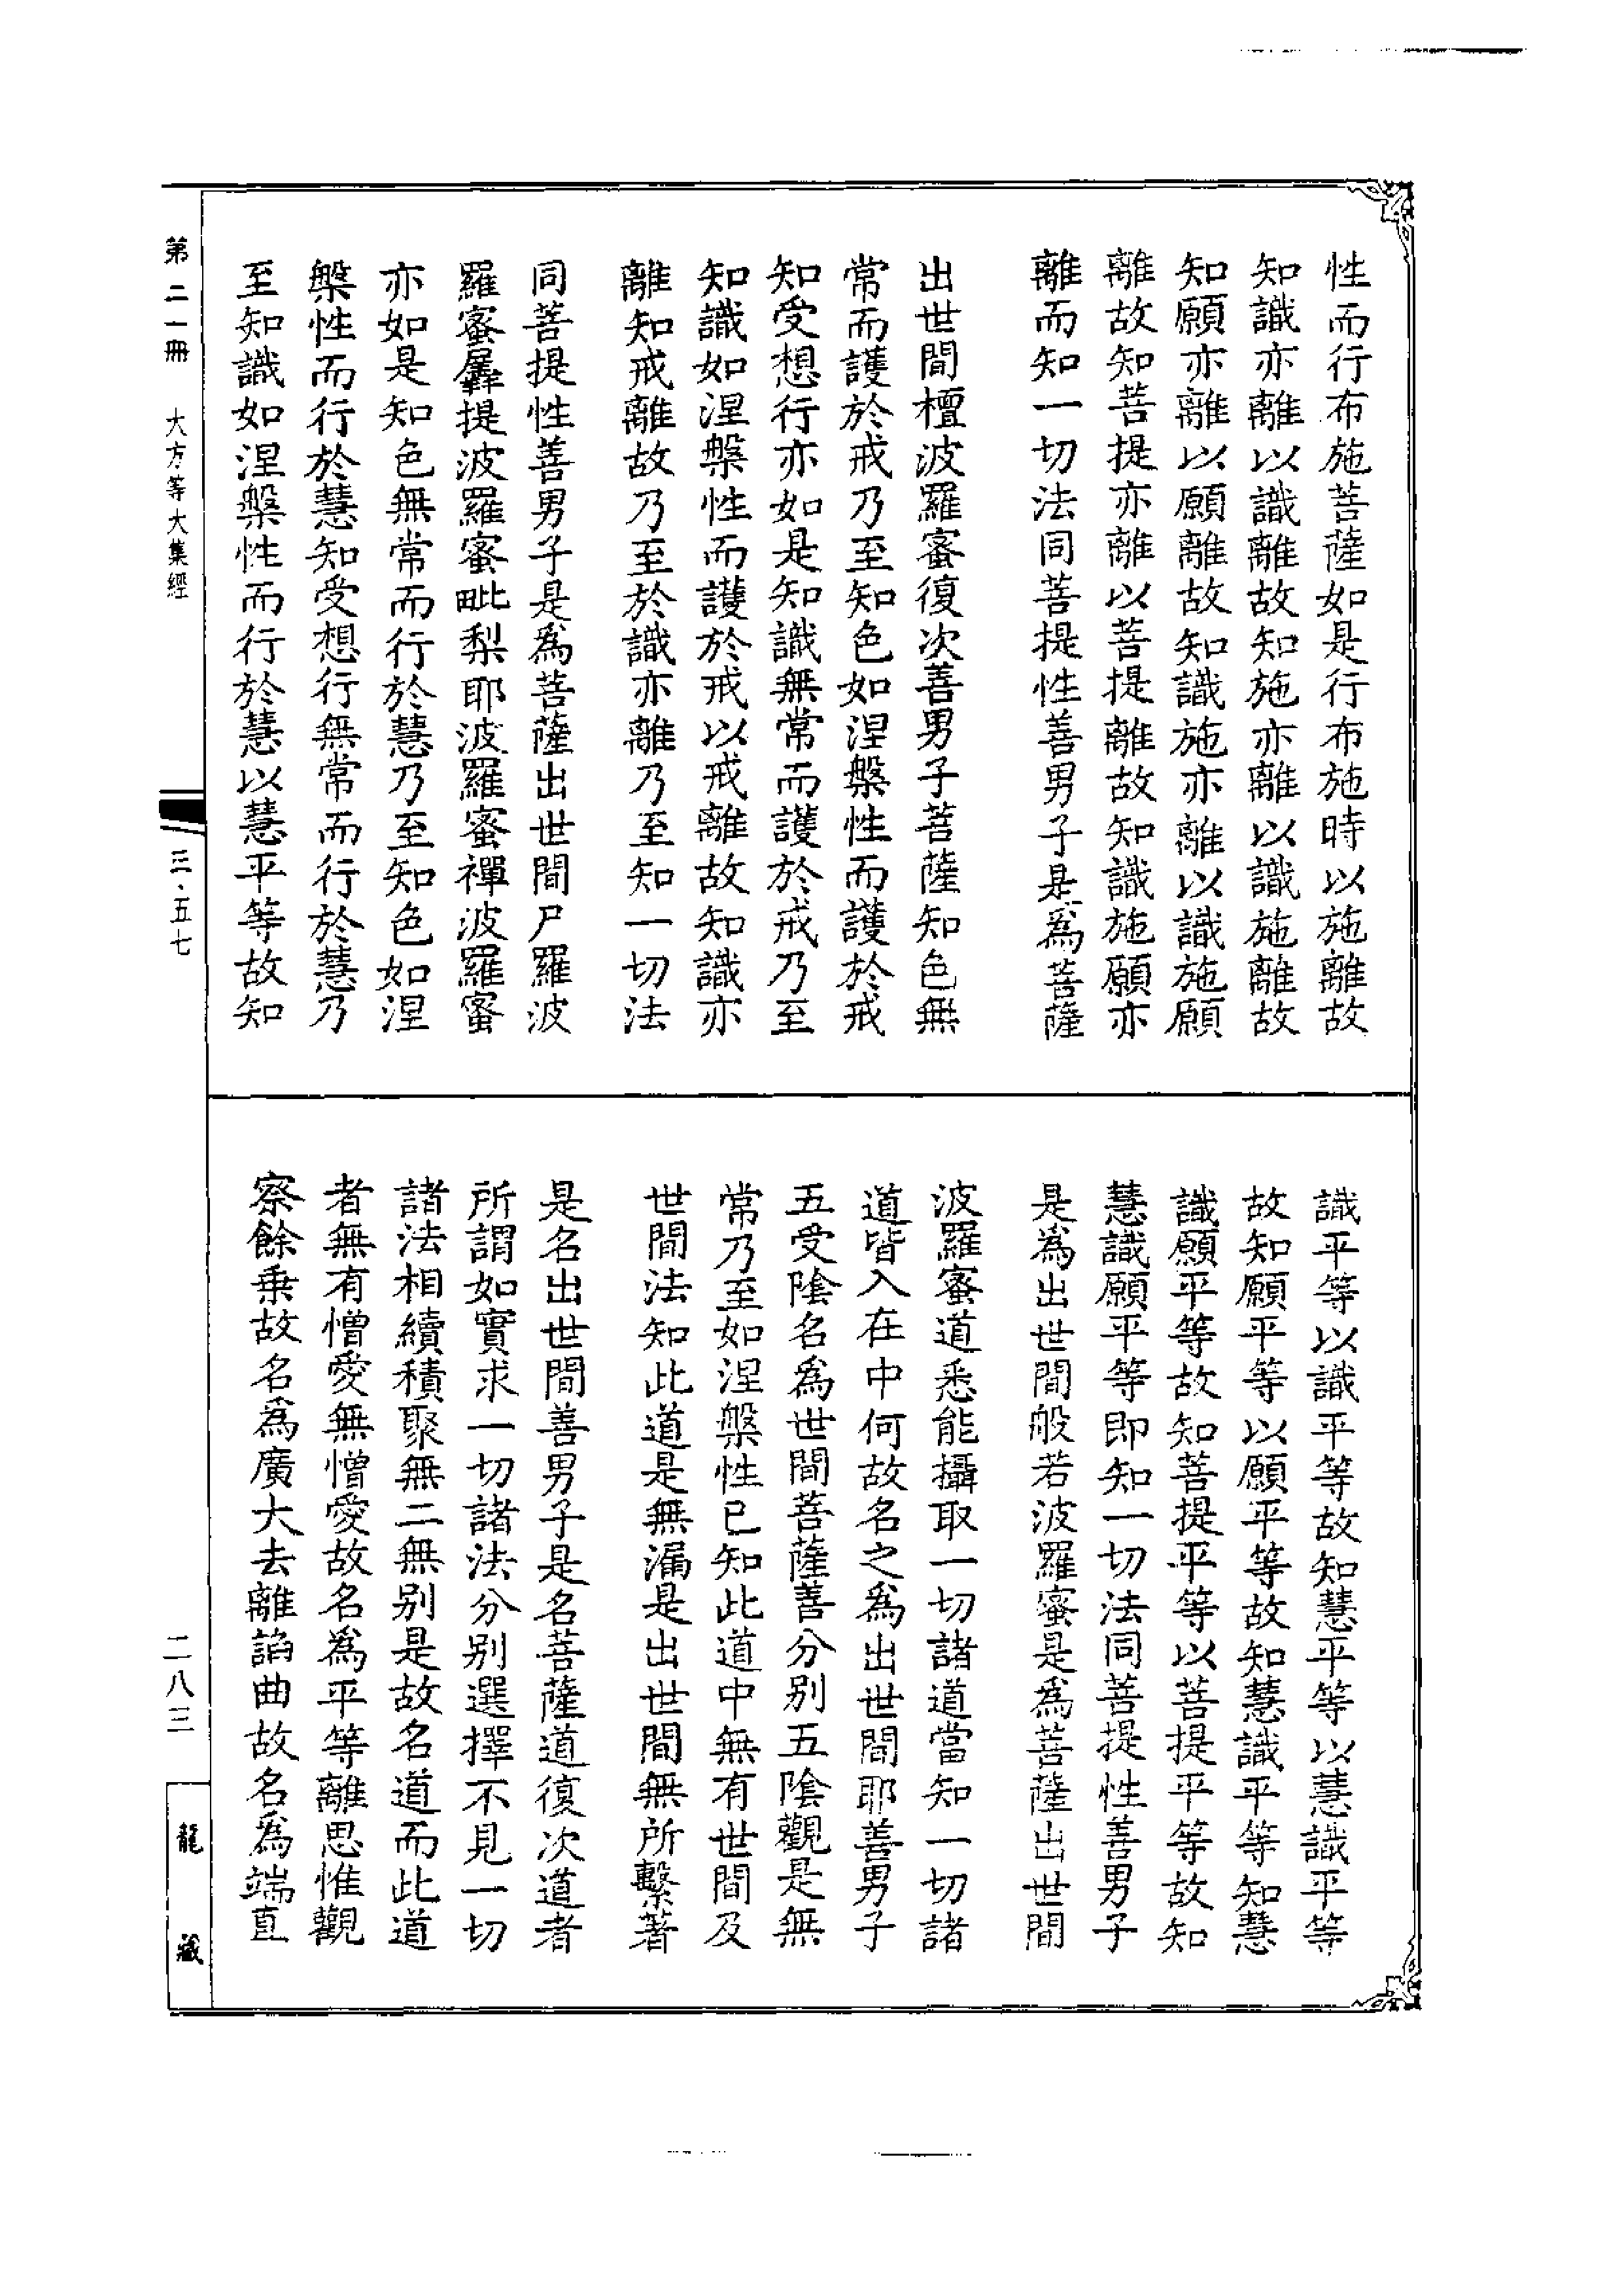 性而行布施菩薩如是行布施時以施離故
知識亦離以識離故知施亦離以識施離故
知願亦離以願離故知識施亦離以識施願
離故知菩提亦離以菩提離故知識施願亦
離而知一切法同菩提性善男子是爲菩薩
出世間檀波羅蜜復次善男子菩薩知色無
常而護於戒乃至知色如涅槃性而護於戒
知受想行亦如是知識無常而護於戒乃至
知識如涅槃性而護於戒以戒離故知識亦
離知戒離故乃至於識亦離乃至知一切法
同菩提性善男子是爲菩薩出世間尸羅波
羅蜜羼提波羅蜜毗梨耶波羅蜜禪波羅蜜
亦如是知色無常而行於慧乃至知色如涅
槃性而行於慧知受想行無常而行於慧乃
至知識如涅槃性而行於慧以慧平等故知
識平等以識平等故知慧平等以慧識平等
故知願平等以願平等故知慧識平等知慧
識願平等故知菩提平等以菩提平等故知
慧識願平等即知一切法同菩提性善男子
是爲出世間般若波羅蜜是爲菩薩出世間
波羅蜜道悉能攝取一切諸道當知一切諸
道皆入在中何故名之爲出世間耶善男子
五受陰名爲世間菩薩善分别五陰觀是無
常乃至如涅槃性已知此道中無有世間及
世間法知此道是無漏是出世間無所繫著
是名出世間善男子是名菩薩道復次道者
所謂如實求一切諸法分别選擇不見一切
諸法相續積聚無二無别是故名道而此道
者無有憎愛無憎愛故名爲平等離思惟觀
察餘乗故名爲廣大去離諂曲故名爲端直
第二一冊 大方等大集經
三·五七
二八三
龍藏